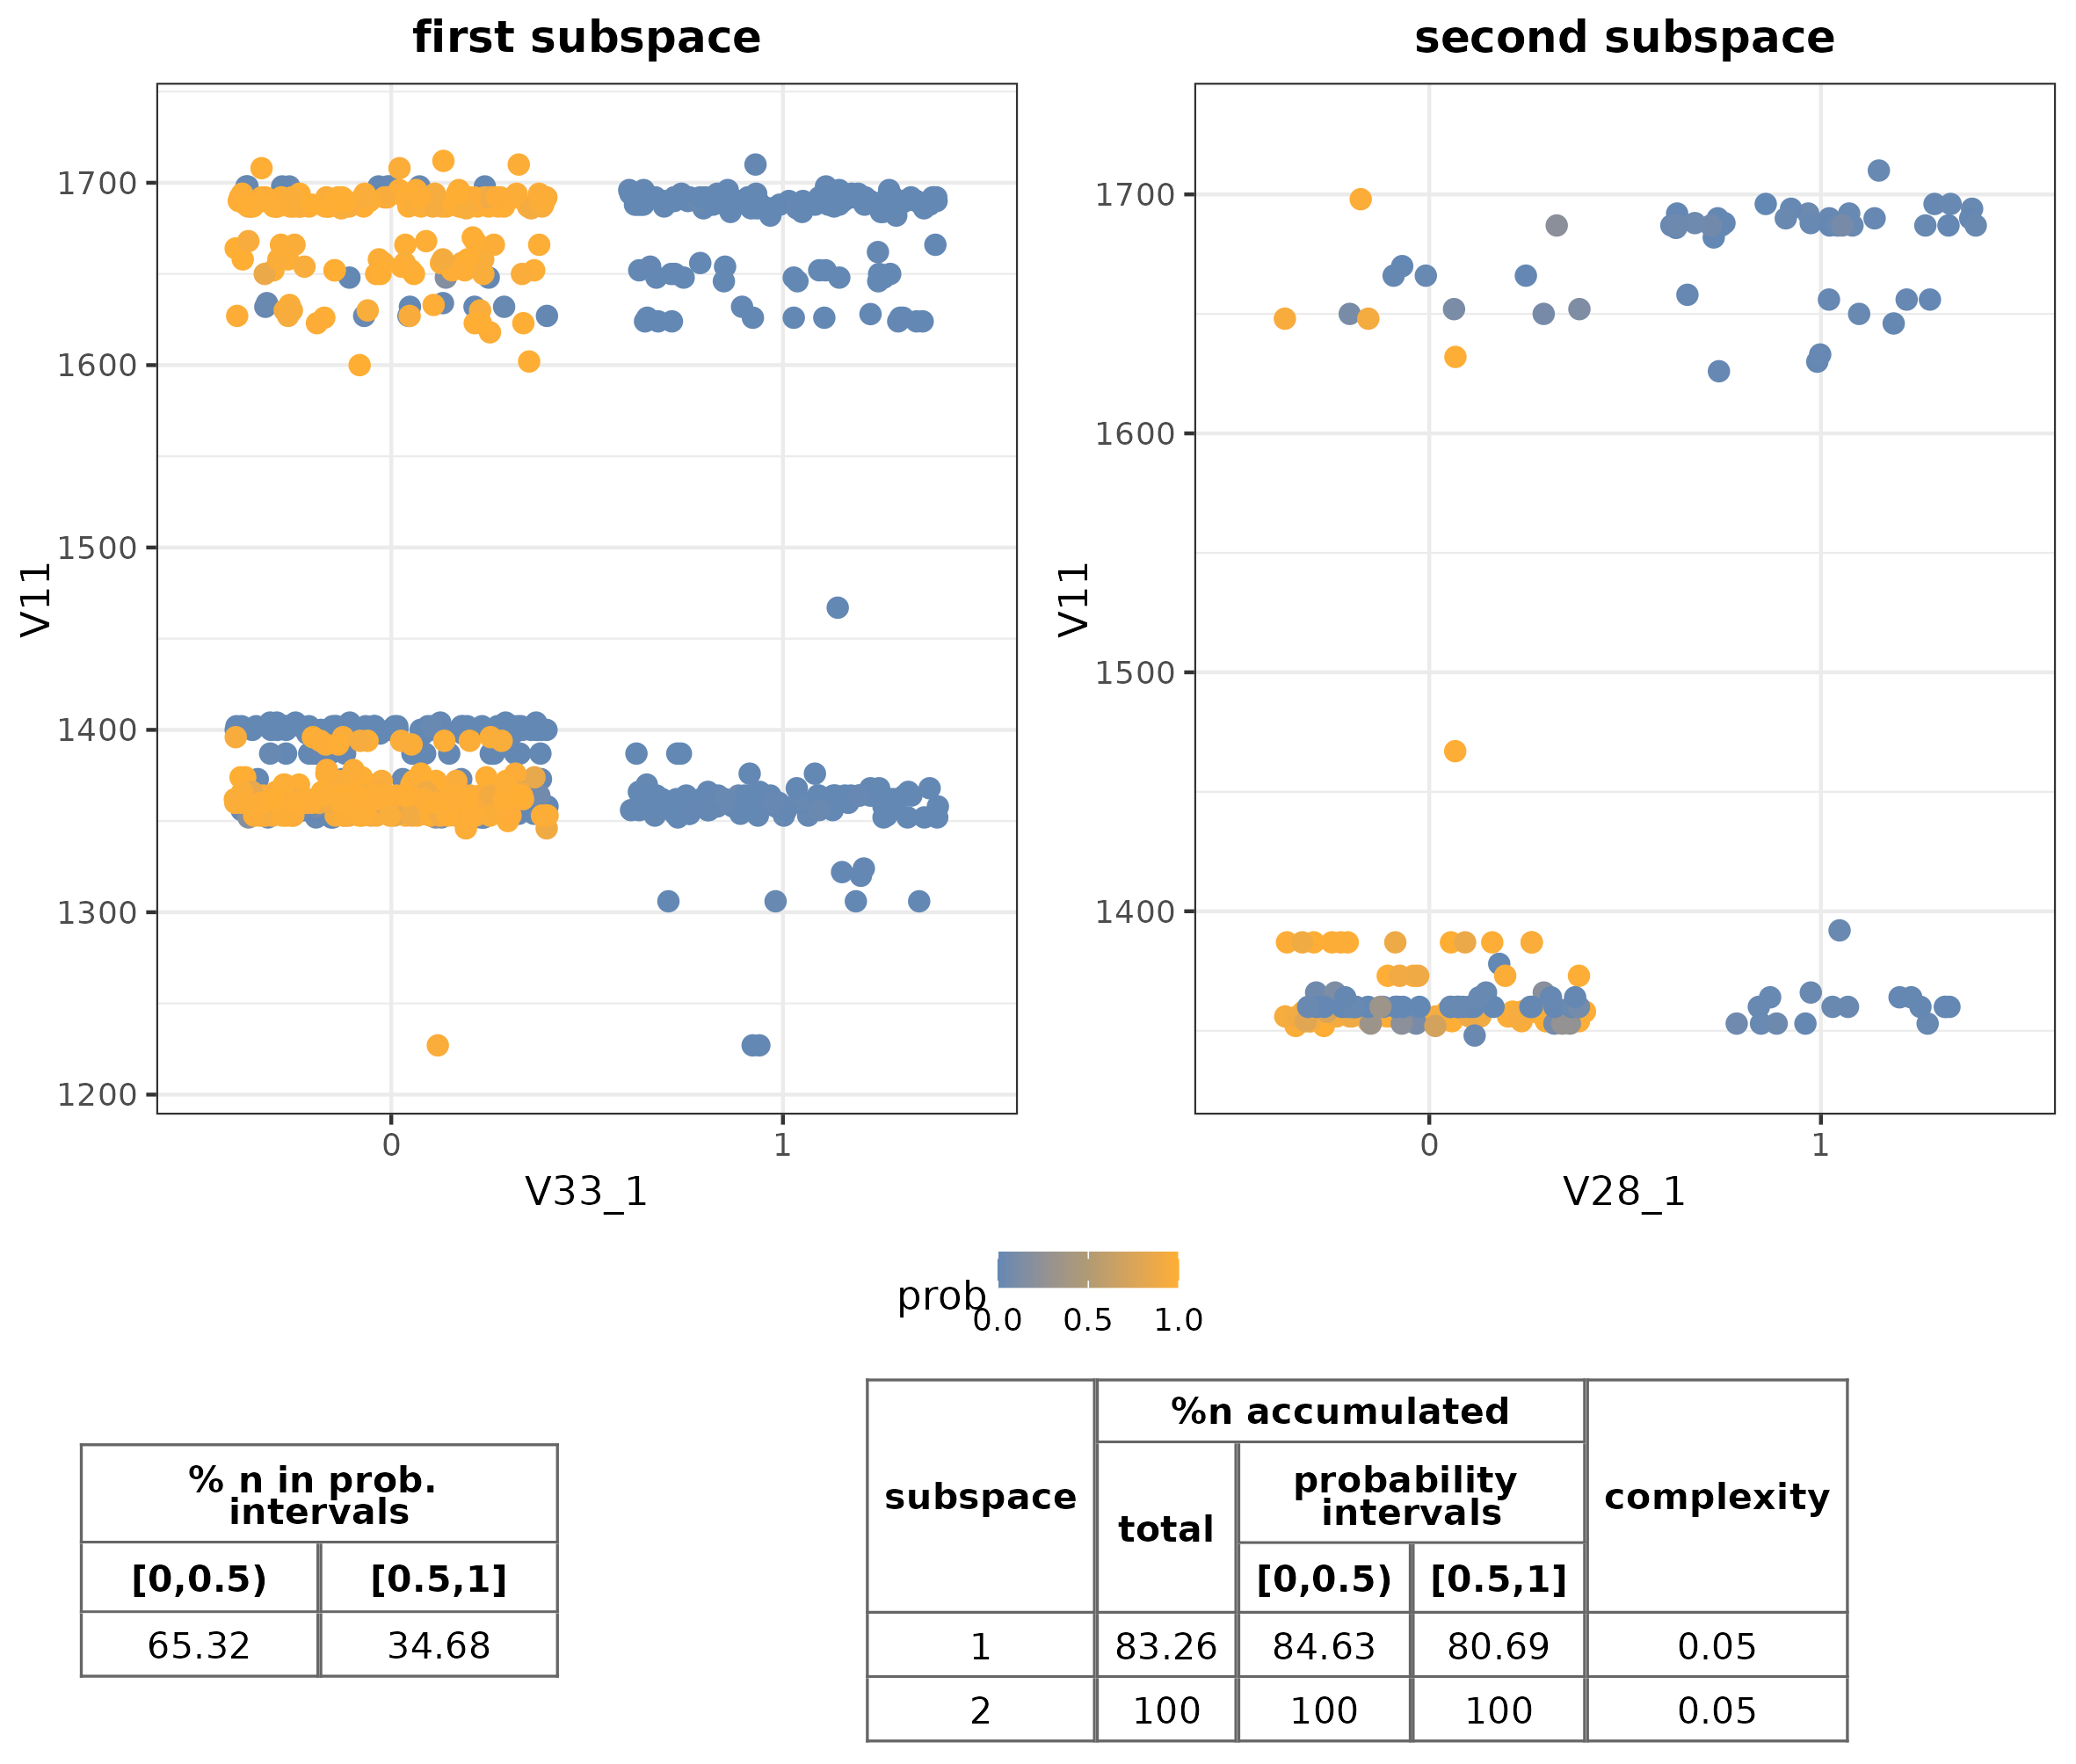 first subspace
second subspace
1700
1600
1500
1400
1300
1200
V11
0
1
V33_1
1700
1600
1500
1400
V11
0
1
V28_1
prob
0.0 0.5 1.0
% n in prob.
intervals
[0,0.5) [0.5,1]
65.32 34.68
subspace
%n accumulated
total
probability
intervals
[0,0.5) [0.5,1]
complexity
1 83.26 84.63 80.69 0.05
2 100 100 100 0.05